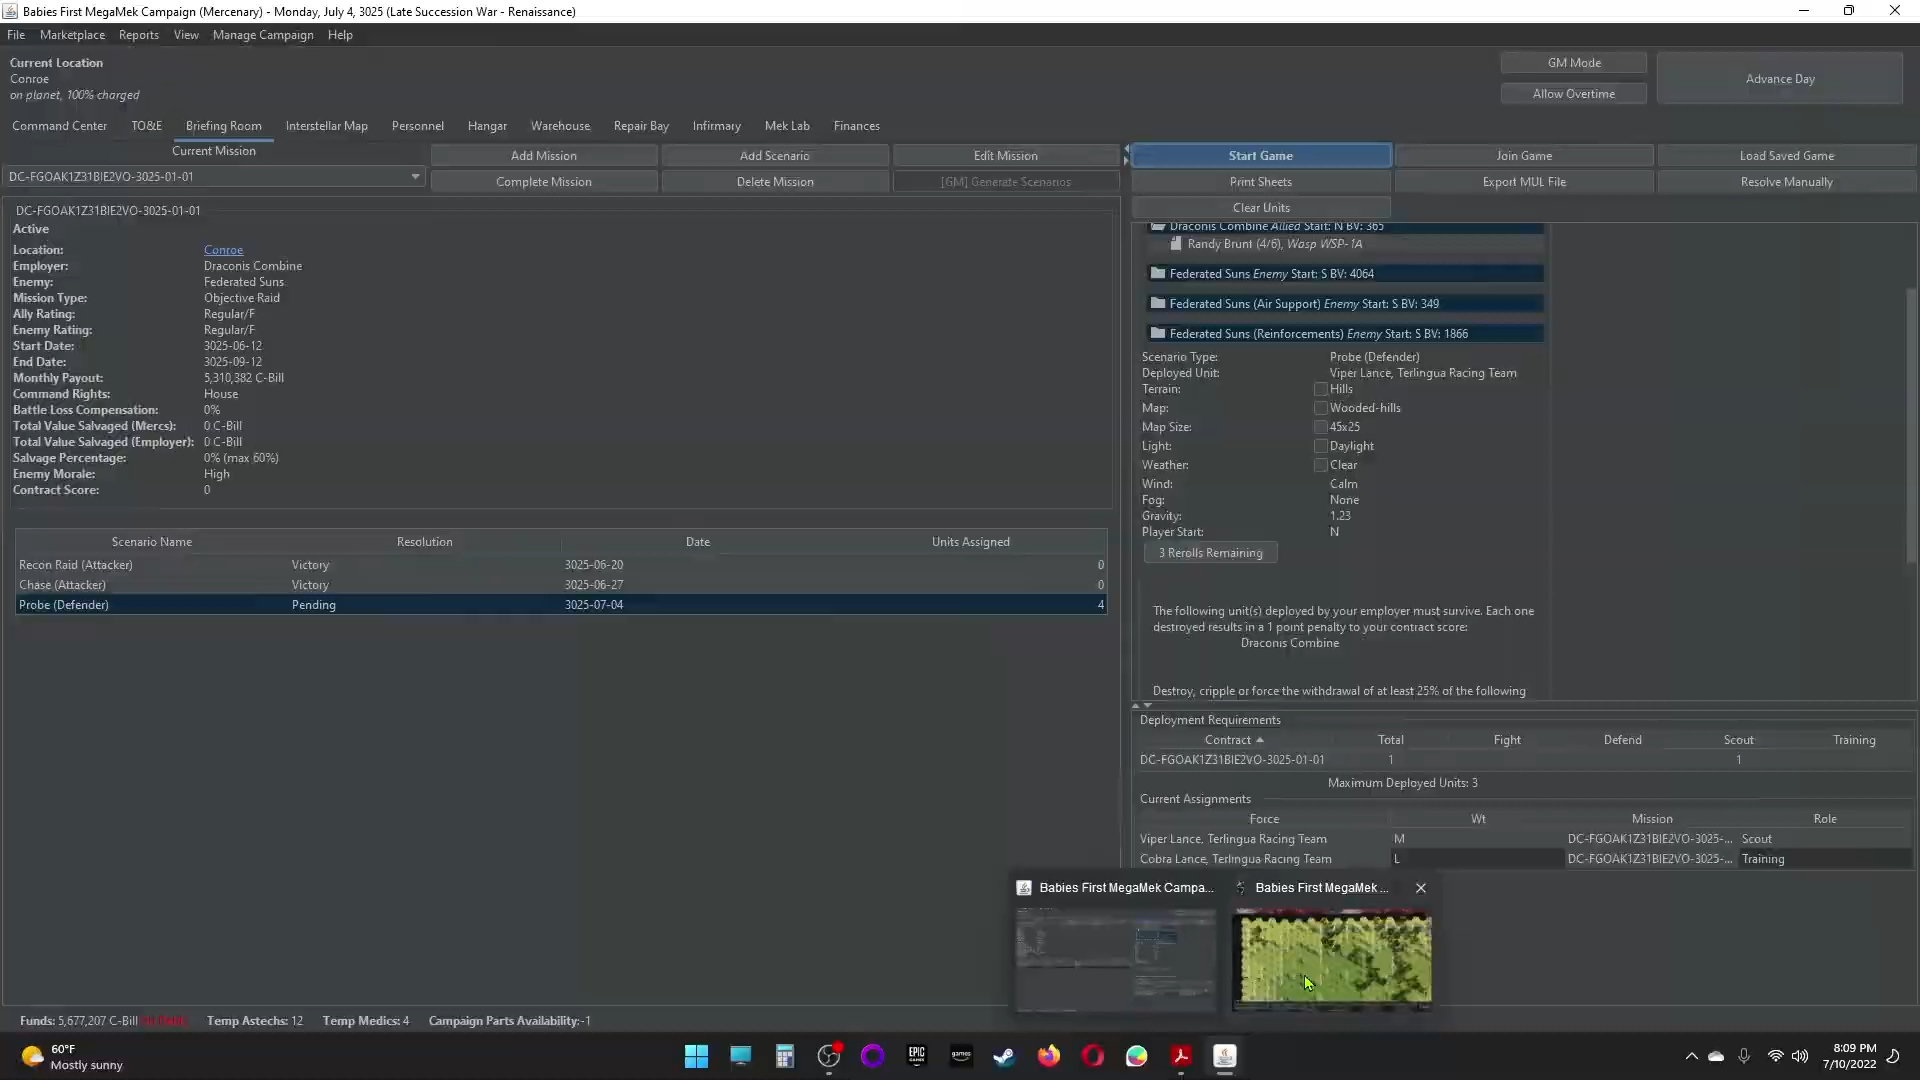 Babies First MegaMek Campaign (Mercenary) - Monday, July 4, 3025 (Late Succession War - Renaissance)
File Marketplace Reports View Manage Campaign Help
Current Location
Conroe
on planet, 100% charged
GM Mode
Allow Overtime
Advance Day
Command Center TO&E Briefing Room Interstellar Map Personnel Hangar Warehouse Repair Bay Infirmary Mek Lab Finances
Current Mission
DC-FGOAK1Z31BIE2VO-3025-01-01
Add Mission Add Scenario Edit Mission
Complete Mission Delete Mission [GM] Generate Scenarios
Start Game Join Game Load Saved Game
Print Sheets Export MUL File Resolve Manually
Clear Units
DC-FGOAK1Z31BIE2VO-3025-01-01
Active
Location: Conroe
Employer: Draconis Combine
Enemy: Federated Suns
Mission Type: Objective Raid
Ally Rating: Regular/F
Enemy Rating: Regular/F
Start Date: 3025-06-12
End Date: 3025-09-12
Monthly Payout: 5,310,382 C-Bill
Command Rights: House
Battle Loss Compensation: 0%
Total Value Salvaged (Mercs): 0 C-Bill
Total Value Salvaged (Employer): 0 C-Bill
Salvage Percentage: 0% (max 60%)
Enemy Morale: High
Contract Score: 0
Scenario Name Resolution Date Units Assigned
Recon Raid (Attacker) Victory 3025-06-20 0
Chase (Attacker) Victory 3025-06-27 0
Probe (Defender) Pending 3025-07-04 4
Draconis Combine Allied Start: N BV: 365
Randy Brunt (4/6), Wasp WSP-1A
Federated Suns Enemy Start: S BV: 4064
Federated Suns (Air Support) Enemy Start: S BV: 349
Federated Suns (Reinforcements) Enemy Start: S BV: 1866
Scenario Type: Probe (Defender)
Deployed Unit: Viper Lance, Terlingua Racing Team
Terrain: Hills
Map: Wooded-hills
Map Size: 45x25
Light: Daylight
Weather: Clear
Wind: Calm
Fog: None
Gravity: 1.23
Player Start: N
3 Rerolls Remaining
The following unit(s) deployed by your employer must survive. Each one
destroyed results in a 1 point penalty to your contract score:
Draconis Combine
Destroy, cripple or force the withdrawal of at least 25% of the following
Deployment Requirements
Contract Total Fight Defend Scout Training
DC-FGOAK1Z31BIE2VO-3025-01-01 1 1
Maximum Deployed Units: 3
Current Assignments
Force Wt Mission Role
Viper Lance, Terlingua Racing Team M DC-FGOAK1Z31BIE2VO-3025-... Scout
Cobra Lance, Terlingua Racing Team L DC-FGOAK1Z31BIE2VO-3025-... Training
Babies First MegaMek Campa... Babies First MegaMek ...
Funds: 5,677,207 C-Bill Temp Astechs: 12 Temp Medics: 4 Campaign Parts Availability: -1
60°F
Mostly sunny
EPIC GAMES
games
8:09 PM
7/10/2022